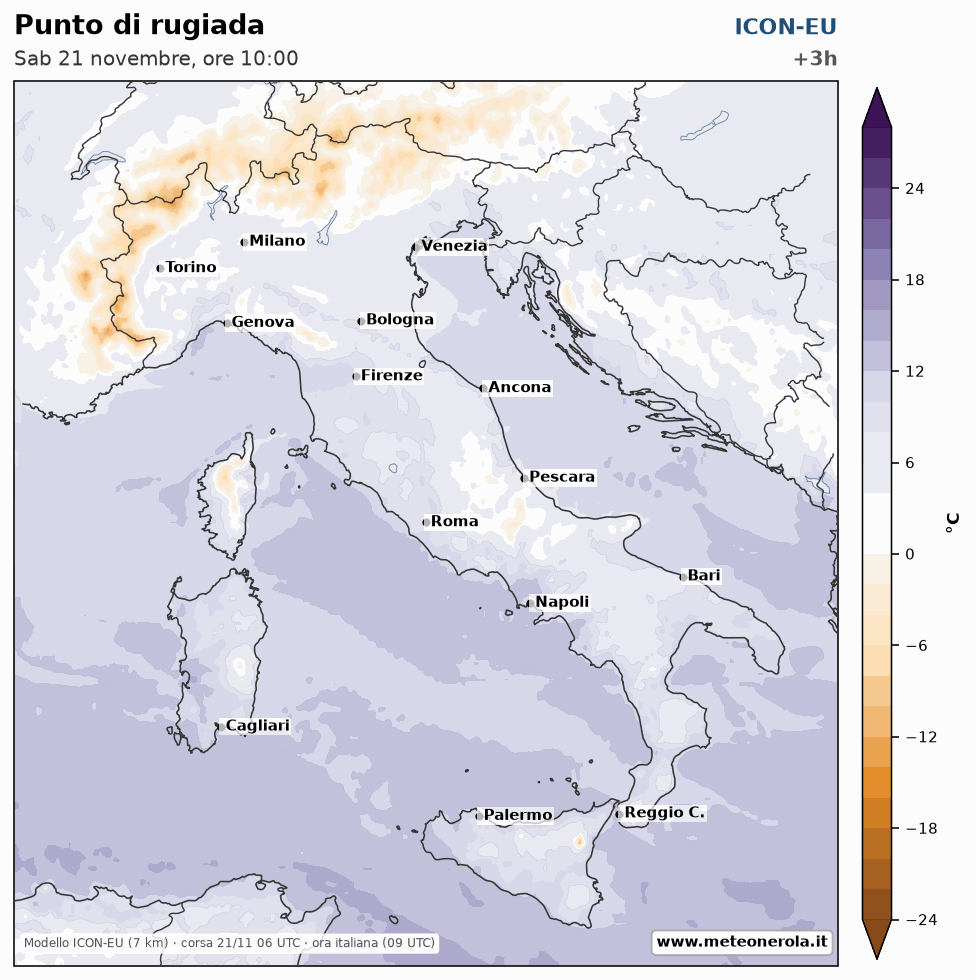 Punto di rugiada
ICON-EU
Sab 21 novembre, ore 10:00
+3h
Milano
Venezia
Torino
Genova
Bologna
Firenze
Ancona
Pescara
Roma
Bari
Napoli
Cagliari
Palermo
Reggio C.
24
18
12
6
0
−6
−12
−18
−24
°C
Modello ICON-EU (7 km) · corsa 21/11 06 UTC · ora italiana (09 UTC)
www.meteonerola.it